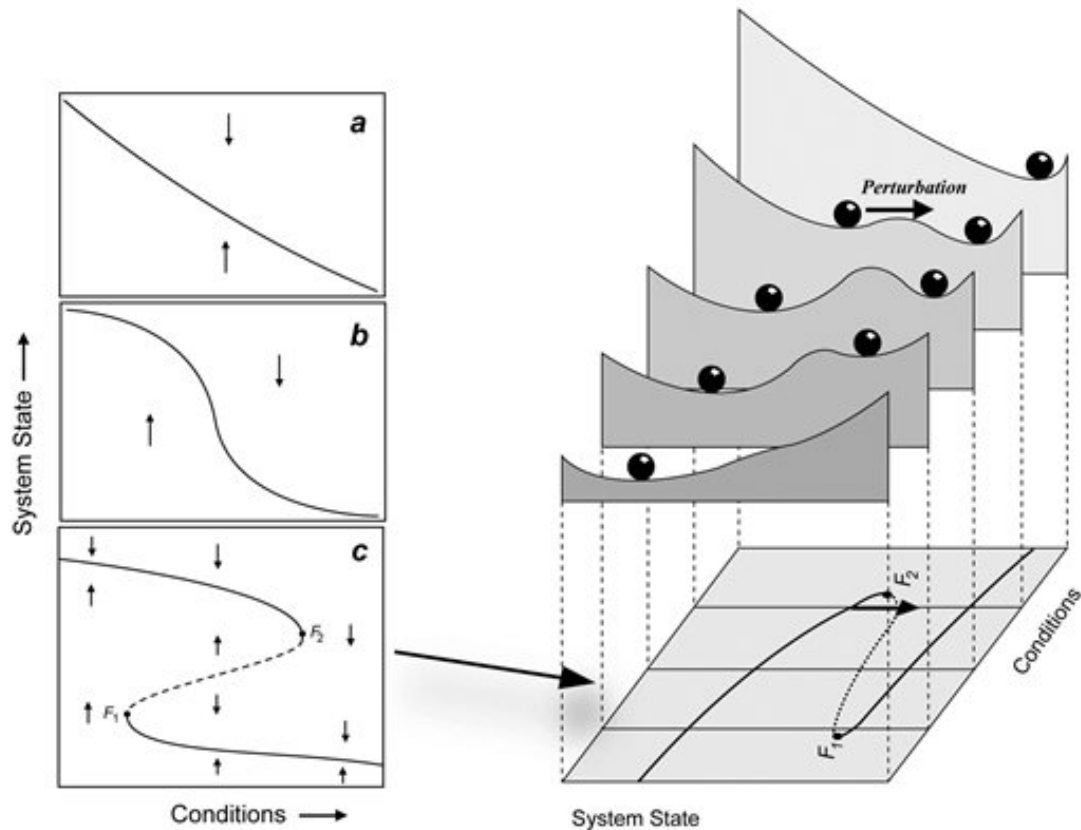 a
b
c
System State
F2
F1
Conditions
Perturbation
F2
F1
Conditions
System State